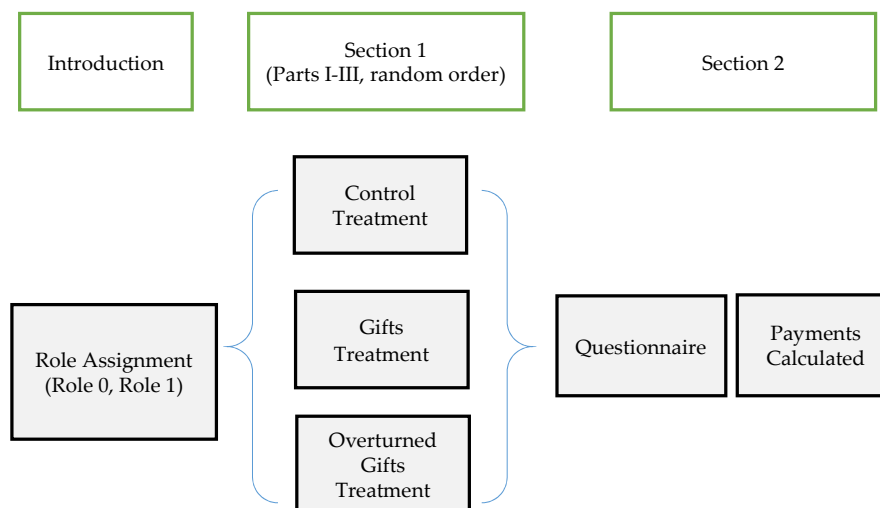 Introduction
Section 1
(Parts I-III, random order)
Section 2
Control
Treatment
Role Assignment
(Role 0, Role 1)
Gifts
Treatment
Overturned
Gifts
Treatment
Questionnaire
Payments
Calculated